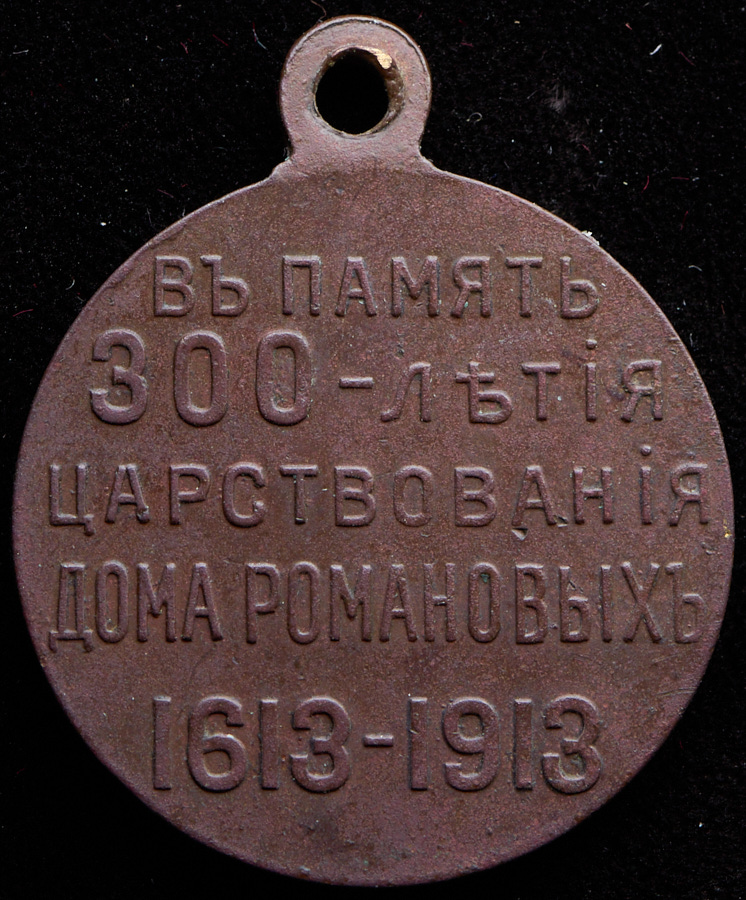 ВЪ ПАМЯТЬ
300-лѣтія
ЦАРСТВОВАНІЯ
ДОМА РОМАНОВЫХЪ
1613-1913